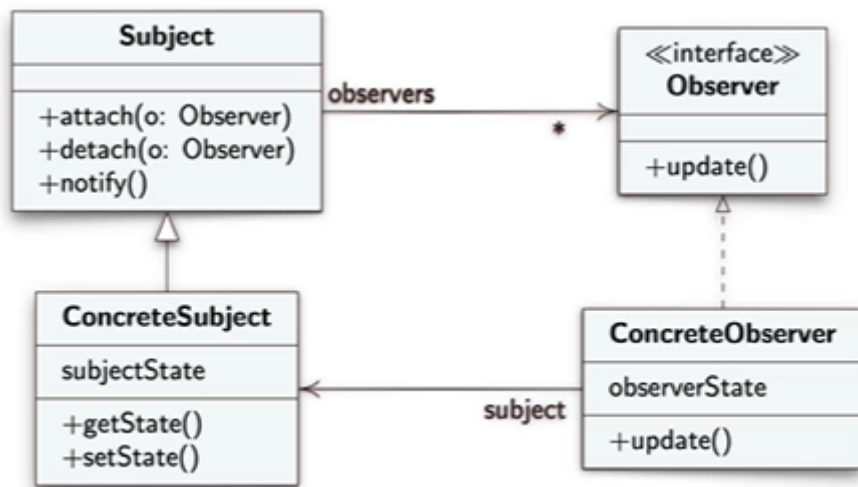 Subject
+attach(o: Observer)
+detach(o: Observer)
+notify()
observers
*
≪interface≫
Observer
+update()
ConcreteSubject
subjectState
+getState()
+setState()
subject
ConcreteObserver
observerState
+update()